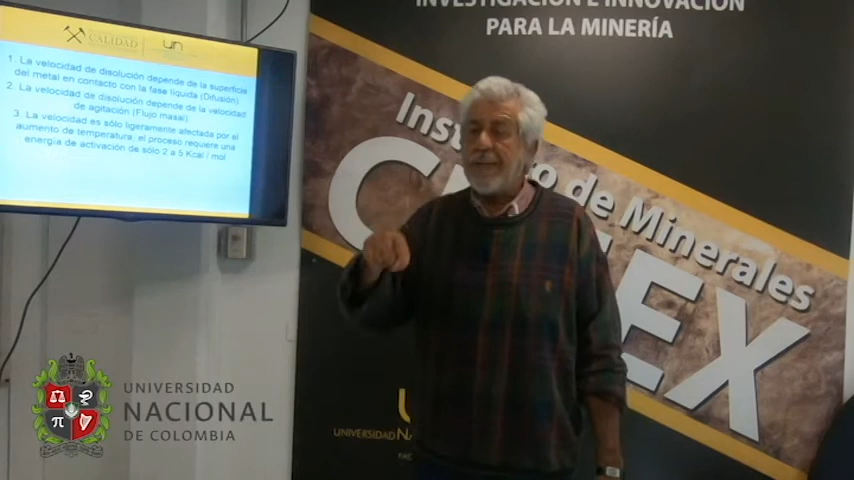 CALIDAD
UN
1. La velocidad de disolución depende de la superficie
del metal en contacto con la fase líquida (Difusión).
2. La velocidad de disolución depende de la velocidad
de agitación (Flujo masal).
3. La velocidad es sólo ligeramente afectada por el
aumento de temperatura; el proceso requiere una
energía de activación de sólo 2 a 5 Kcal / mol
INVESTIGACIÓN E INNOVACIÓN
PARA LA MINERÍA
de Minerales
EX
UNIVERSIDAD
NACIONAL
DE COLOMBIA